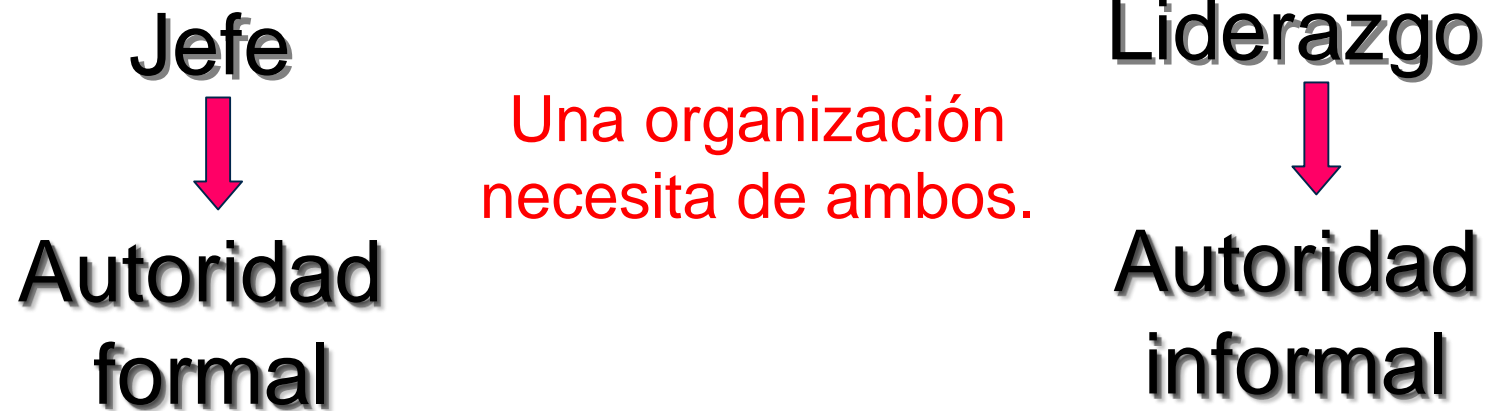 Jefe
Autoridad
formal
Una organización
necesita de ambos.
Liderazgo
Autoridad
informal